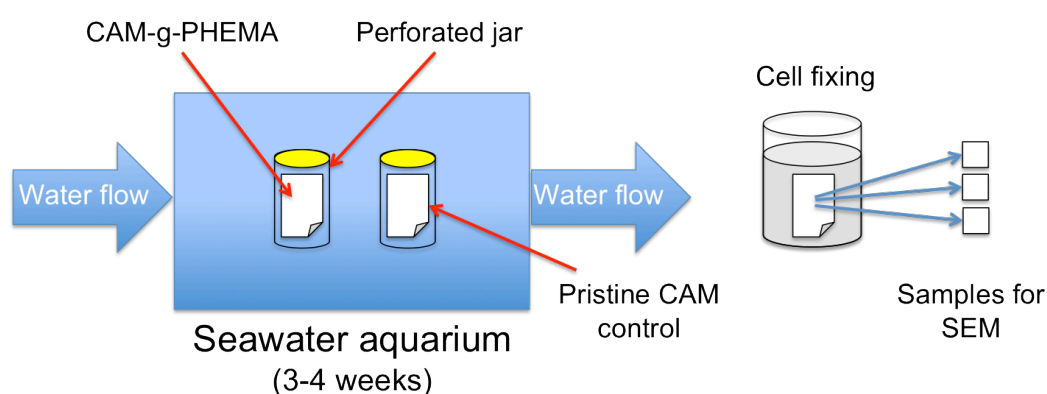 CAM-g-PHEMA
Perforated jar
Cell fixing
Water flow
Water flow
Pristine CAM
control
Samples for
SEM
Seawater aquarium
(3-4 weeks)